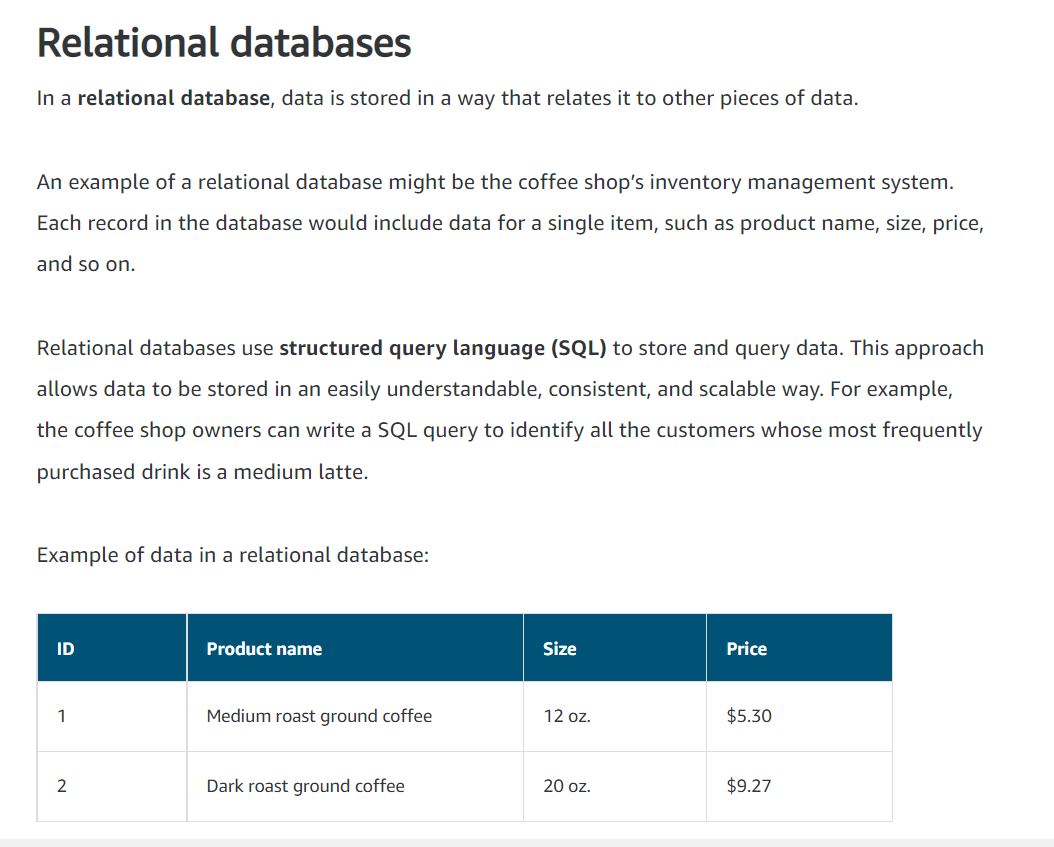 Relational databases
In a relational database, data is stored in a way that relates it to other pieces of data.
An example of a relational database might be the coffee shop’s inventory management system.
Each record in the database would include data for a single item, such as product name, size, price,
and so on.
Relational databases use structured query language (SQL) to store and query data. This approach
allows data to be stored in an easily understandable, consistent, and scalable way. For example,
the coffee shop owners can write a SQL query to identify all the customers whose most frequently
purchased drink is a medium latte.
Example of data in a relational database:
ID Product name Size Price
1 Medium roast ground coffee 12 oz. $5.30
2 Dark roast ground coffee 20 oz. $9.27